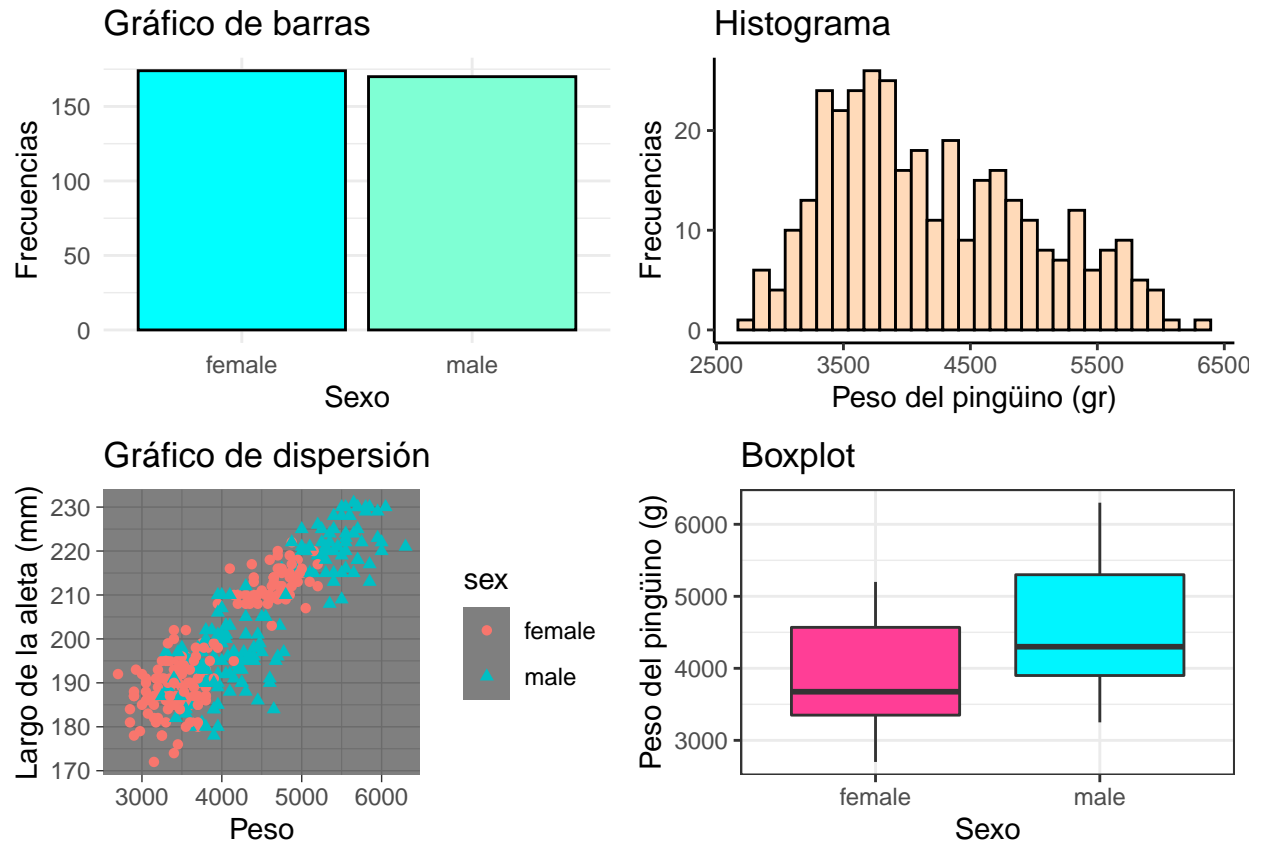 Gráfico de barras
Frecuencias
150
100
50
0
female male
Sexo
Histograma
Frecuencias
20
10
0
2500 3500 4500 5500 6500
Peso del pingüino (gr)
Gráfico de dispersión
Largo de la aleta (mm)
230
220
210
200
190
180
170
3000 4000 5000 6000
Peso
sex
female
male
Boxplot
Peso del pingüino (g)
6000
5000
4000
3000
female male
Sexo